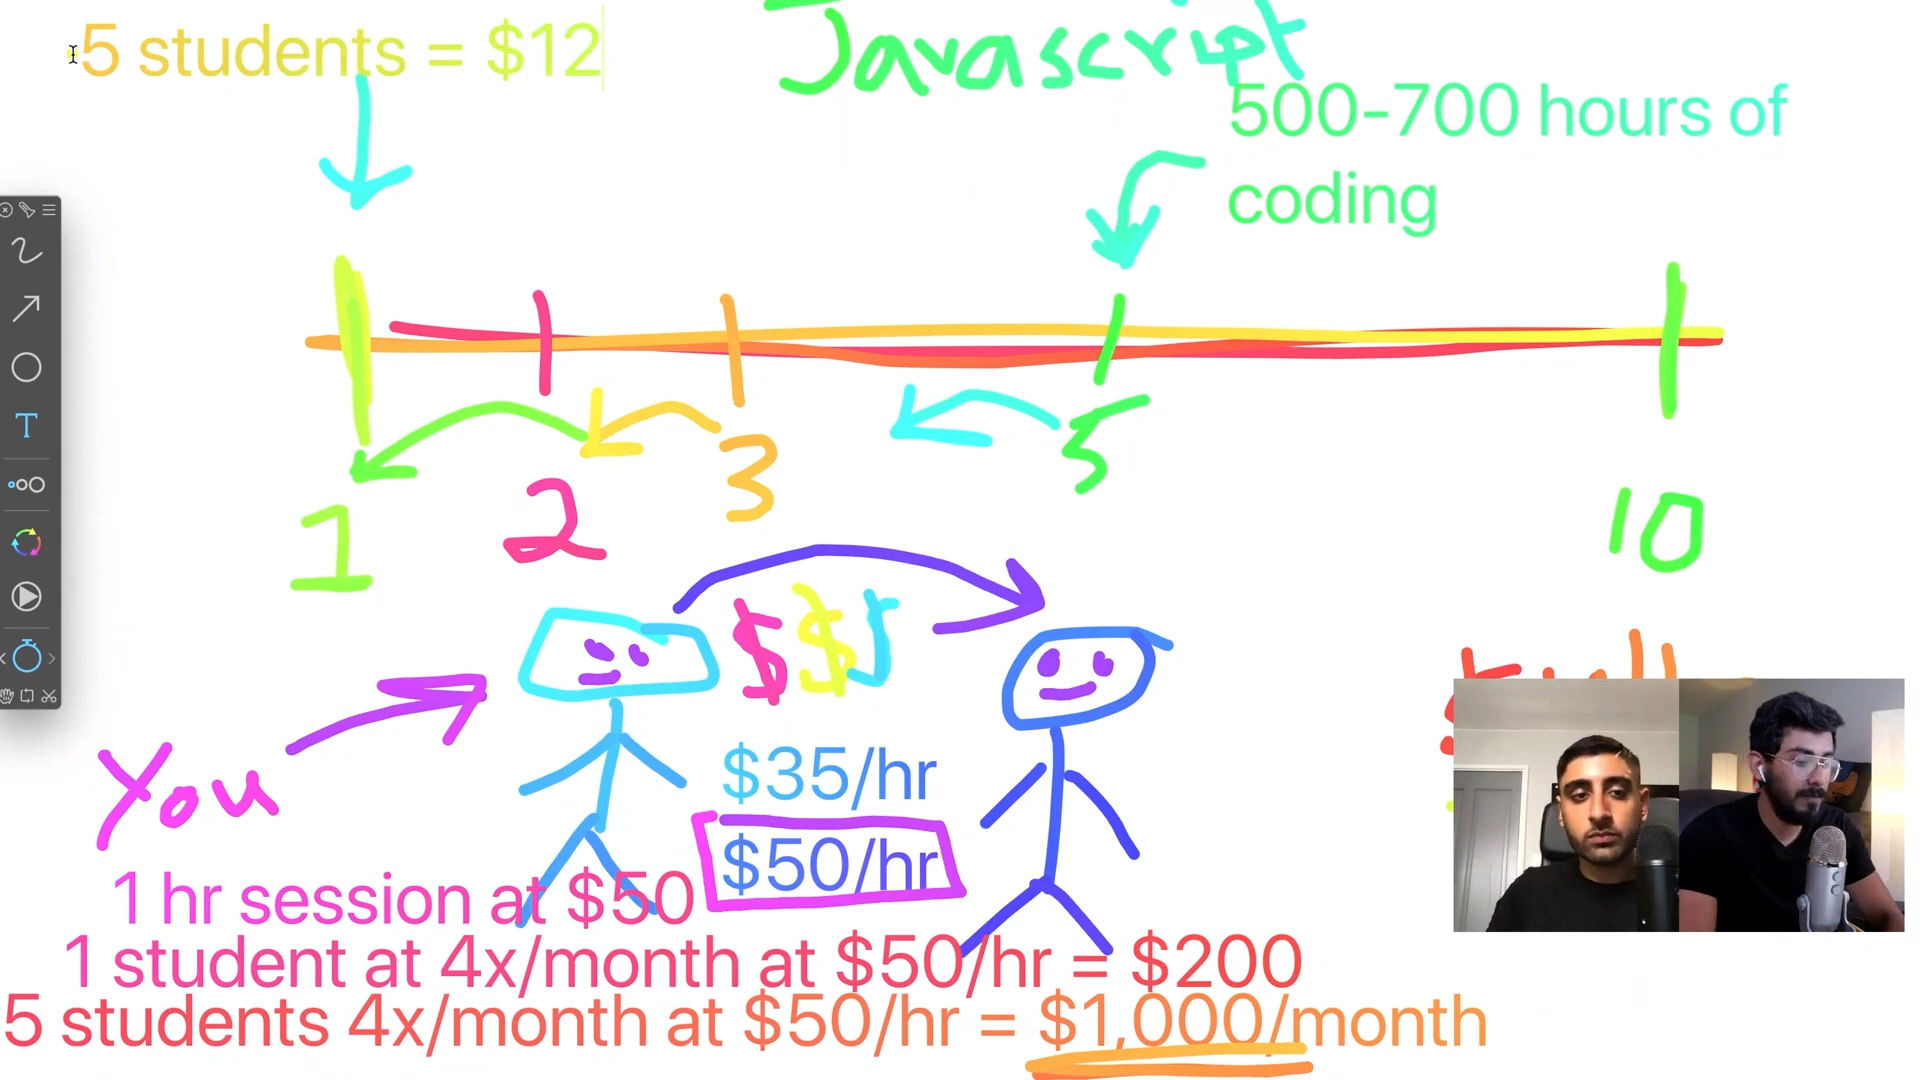 5 students = $12
Javascript
500-700 hours of
coding
1
2
3
5
10
$$$
You
$35/hr
$50/hr
1 hr session at $50
1 student at 4x/month at $50/hr = $200
5 students 4x/month at $50/hr = $1,000/month